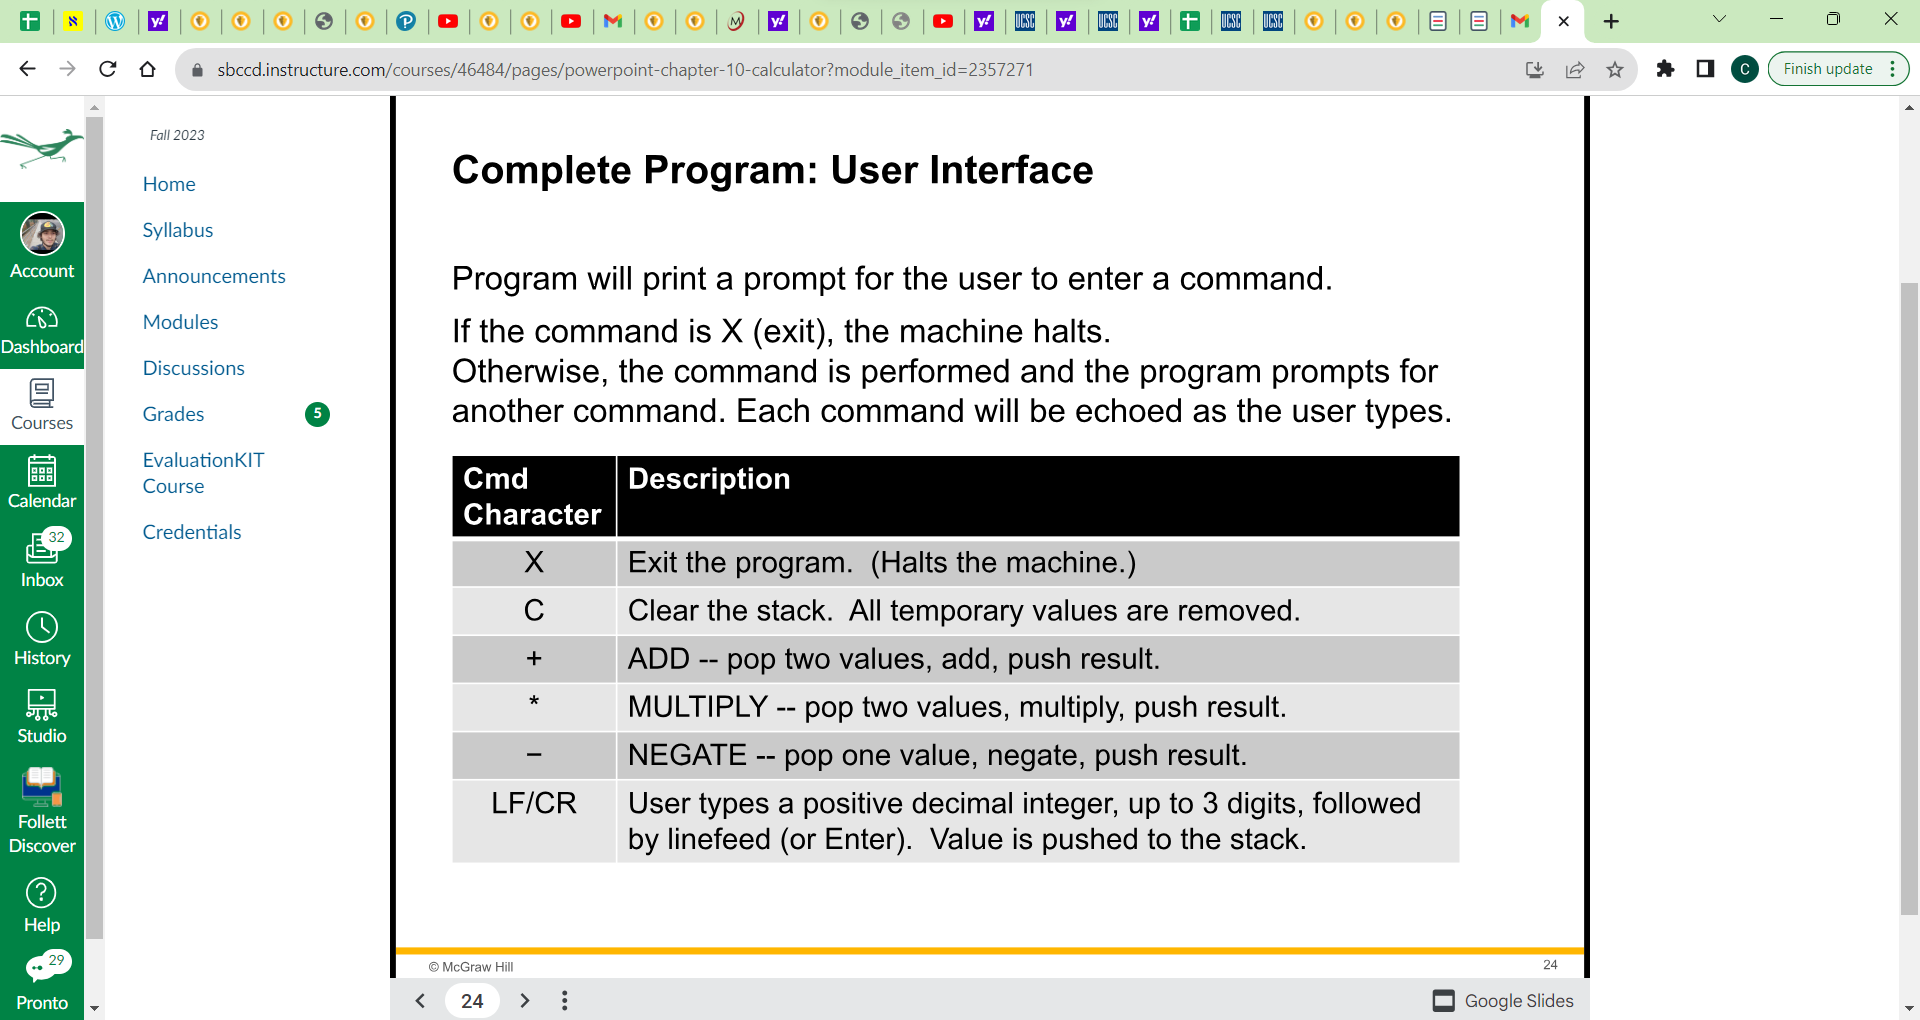 sbccd.instructure.com/courses/46484/pages/powerpoint-chapter-10-calculator?module_item_id=2357271
C
Finish update
Account
Dashboard
Courses
Calendar
32
Inbox
History
Studio
Follett
Discover
Help
29
Pronto
Fall 2023
Home
Syllabus
Announcements
Modules
Discussions
Grades 5
EvaluationKIT
Course
Credentials
Complete Program: User Interface
Program will print a prompt for the user to enter a command.
If the command is X (exit), the machine halts.
Otherwise, the command is performed and the program prompts for
another command. Each command will be echoed as the user types.
Cmd
Character
Description
X Exit the program. (Halts the machine.)
C Clear the stack. All temporary values are removed.
+ ADD -- pop two values, add, push result.
* MULTIPLY -- pop two values, multiply, push result.
− NEGATE -- pop one value, negate, push result.
LF/CR User types a positive decimal integer, up to 3 digits, followed
by linefeed (or Enter). Value is pushed to the stack.
© McGraw Hill
24
24
Google Slides